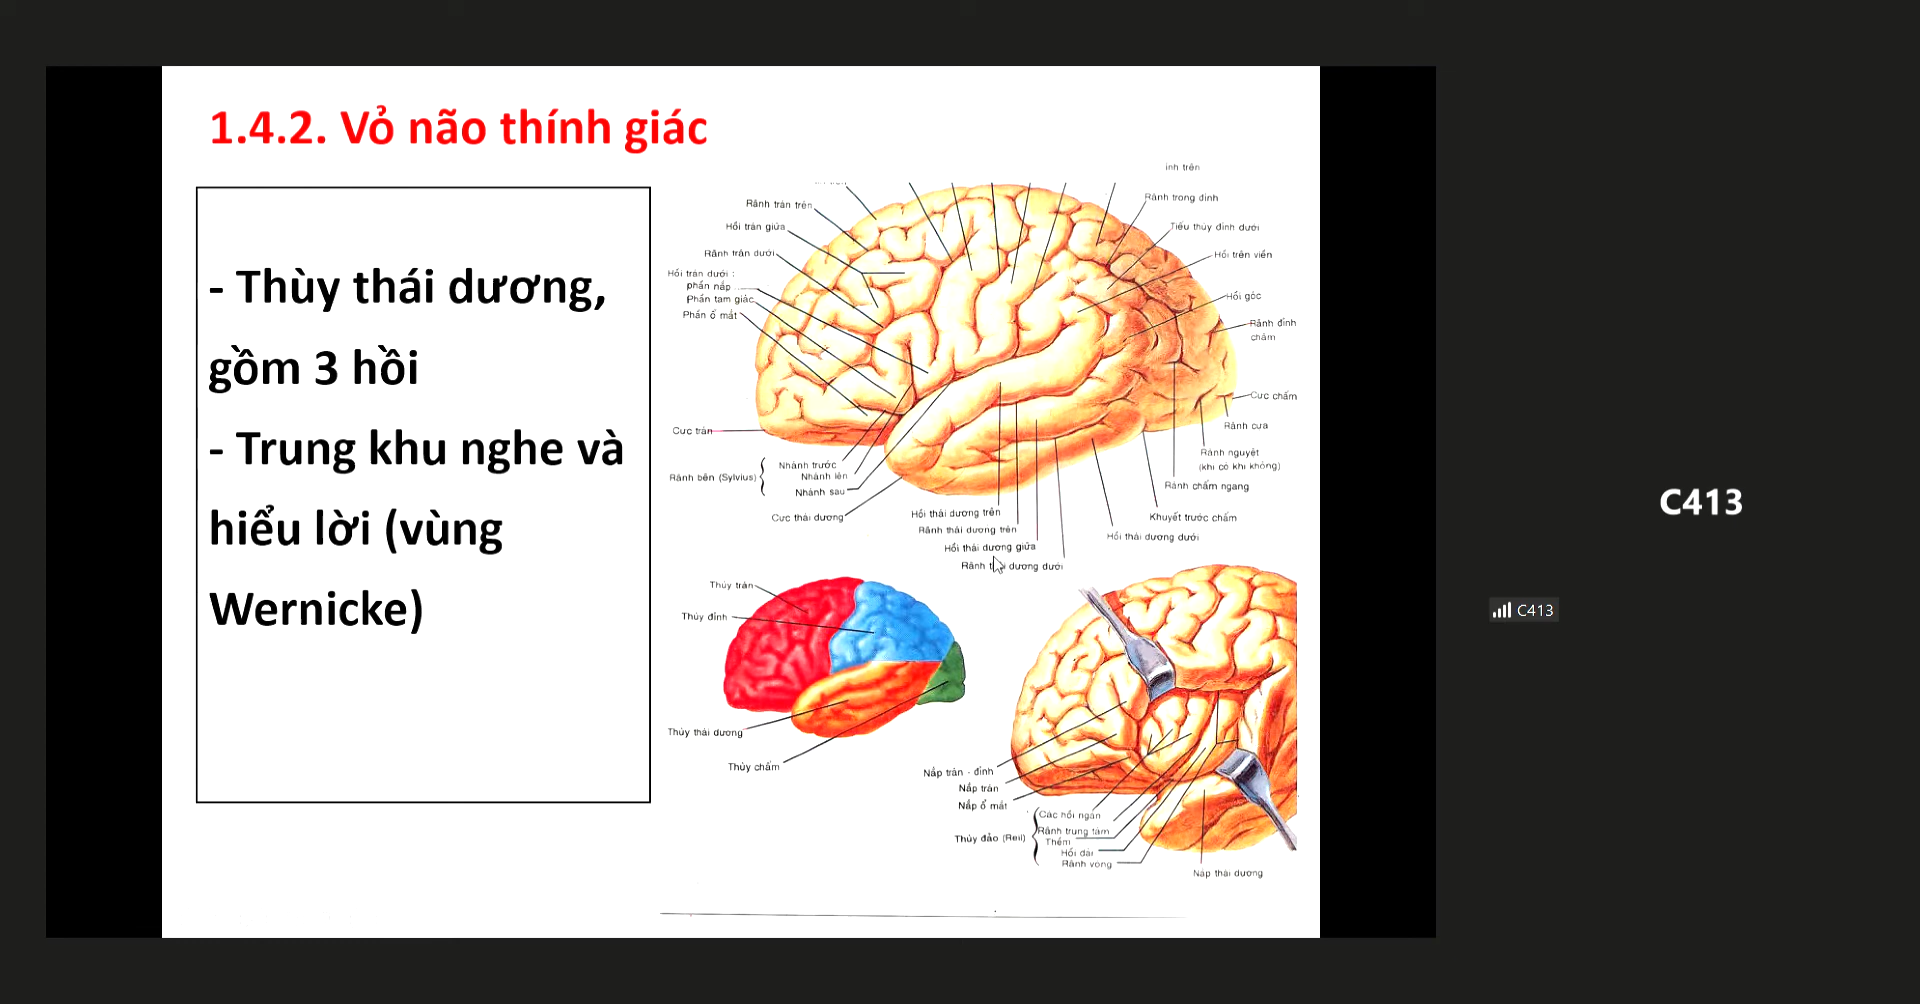 1.4.2. Vỏ não thính giác
- Thùy thái dương,
gồm 3 hồi
- Trung khu nghe và
hiểu lời (vùng
Wernicke)
ình trên
Rãnh trán trên
Hồi trán giữa
Rãnh trán dưới
Hồi trán dưới :
phần nắp
Phần tam giác
Phần ổ mắt
Cực trán
Rãnh bên (Sylvius)
Nhánh trước
Nhánh lên
Nhánh sau
Cực thái dương
Rãnh trong đỉnh
Tiểu thùy đỉnh dưới
Hồi trên viền
Hồi góc
Rãnh đỉnh
chẩm
Cực chẩm
Rãnh cựa
Rãnh nguyệt
(khi có khi không)
Rãnh chẩm ngang
Khuyết trước chẩm
Hồi thái dương dưới
Hồi thái dương trên
Rãnh thái dương trên
Hồi thái dương giữa
Rãnh dương dưới
Thùy trán
Thùy đỉnh
Thùy thái dương
Thùy chẩm
Nắp trán - đỉnh
Nắp trán
Nắp ổ mắt
Thùy đảo (Reil)
Các hồi ngắn
Rãnh trung tâm
Thềm
Hồi dài
Rãnh vòng
Nắp thái dương
C413
C413